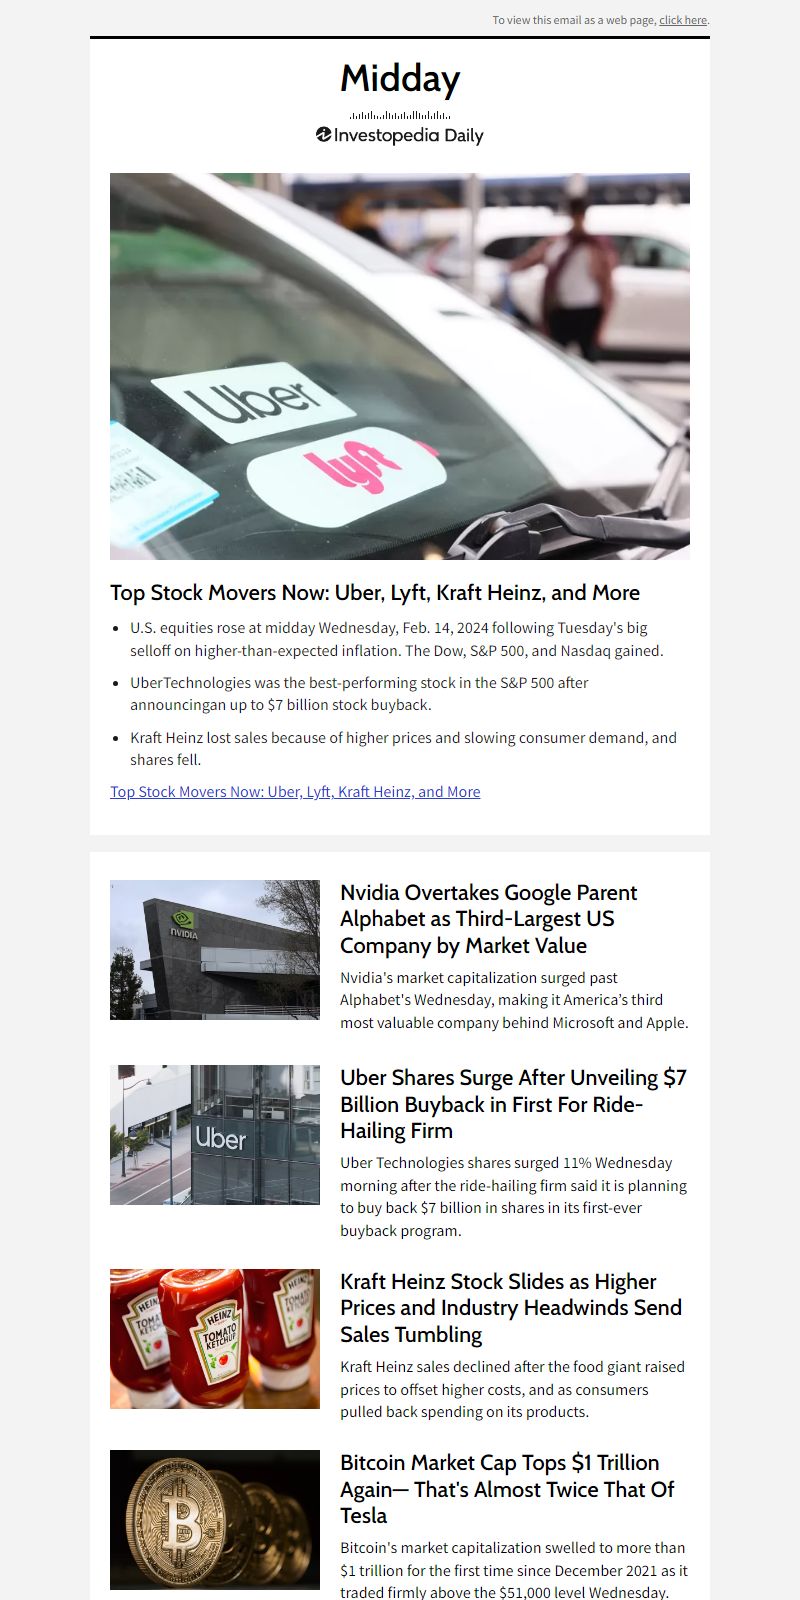 To view this email as a web page, click here.
Midday
Investopedia Daily
Uber
lyft
Top Stock Movers Now: Uber, Lyft, Kraft Heinz, and More
U.S. equities rose at midday Wednesday, Feb. 14, 2024 following Tuesday's big
selloff on higher-than-expected inflation. The Dow, S&P 500, and Nasdaq gained.
UberTechnologies was the best-performing stock in the S&P 500 after
announcingan up to $7 billion stock buyback.
Kraft Heinz lost sales because of higher prices and slowing consumer demand, and
shares fell.
Top Stock Movers Now: Uber, Lyft, Kraft Heinz, and More
NVIDIA
Nvidia Overtakes Google Parent
Alphabet as Third-Largest US
Company by Market Value
Nvidia's market capitalization surged past
Alphabet's Wednesday, making it America’s third
most valuable company behind Microsoft and Apple.
Uber
Uber Shares Surge After Unveiling $7
Billion Buyback in First For Ride-
Hailing Firm
Uber Technologies shares surged 11% Wednesday
morning after the ride-hailing firm said it is planning
to buy back $7 billion in shares in its first-ever
buyback program.
HEINZ
TOMATO
KETCHUP
Kraft Heinz Stock Slides as Higher
Prices and Industry Headwinds Send
Sales Tumbling
Kraft Heinz sales declined after the food giant raised
prices to offset higher costs, and as consumers
pulled back spending on its products.
Bitcoin Market Cap Tops $1 Trillion
Again— That's Almost Twice That Of
Tesla
Bitcoin's market capitalization swelled to more than
$1 trillion for the first time since December 2021 as it
traded firmly above the $51,000 level Wednesday.